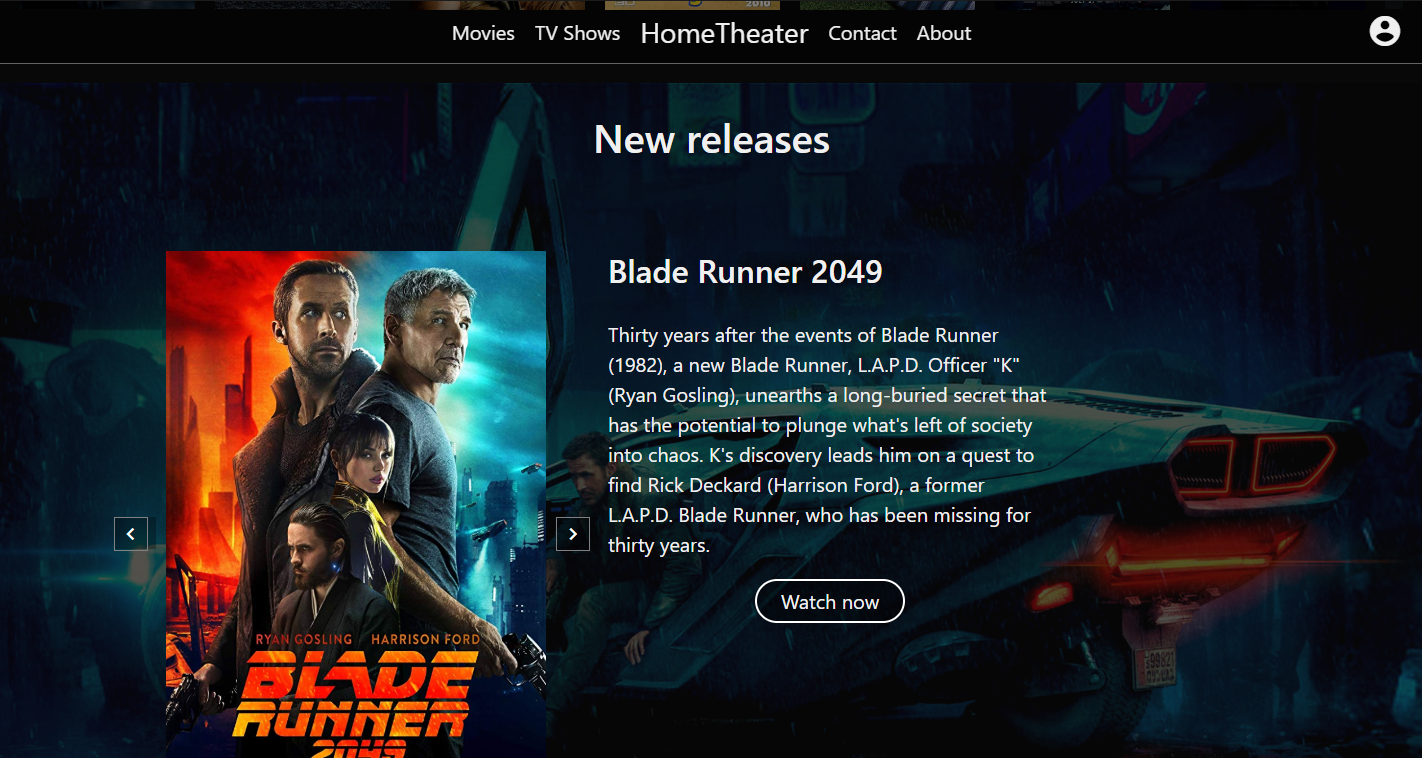 2010
Movies TV Shows HomeTheater Contact About
New releases
Blade Runner 2049
Thirty years after the events of Blade Runner
(1982), a new Blade Runner, L.A.P.D. Officer "K"
(Ryan Gosling), unearths a long-buried secret that
has the potential to plunge what's left of society
into chaos. K's discovery leads him on a quest to
find Rick Deckard (Harrison Ford), a former
L.A.P.D. Blade Runner, who has been missing for
thirty years.
Watch now
RYAN GOSLING HARRISON FORD
BLADE
RUNNER
2049